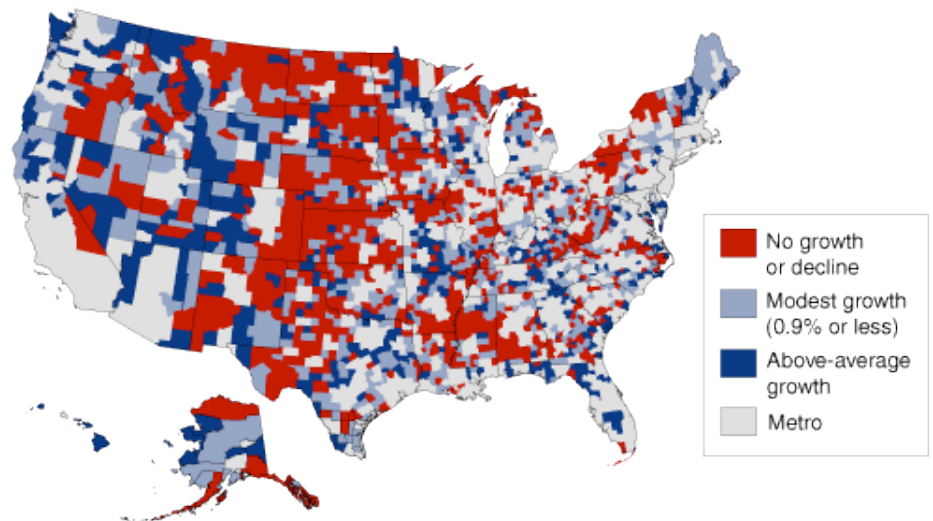 No growth
or decline
Modest growth
(0.9% or less)
Above-average
growth
Metro